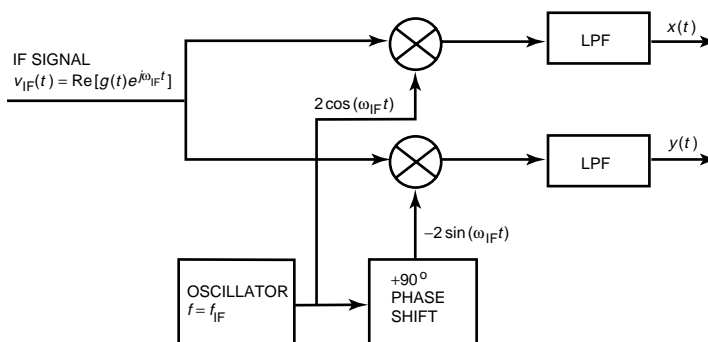 LPF
x(t)
IF SIGNAL
v_IF(t) = Re[g(t)e^{jω_IF t}]
2 cos (ω_IF t)
LPF
y(t)
−2 sin (ω_IF t)
OSCILLATOR
f = f_IF
+90°
PHASE
SHIFT